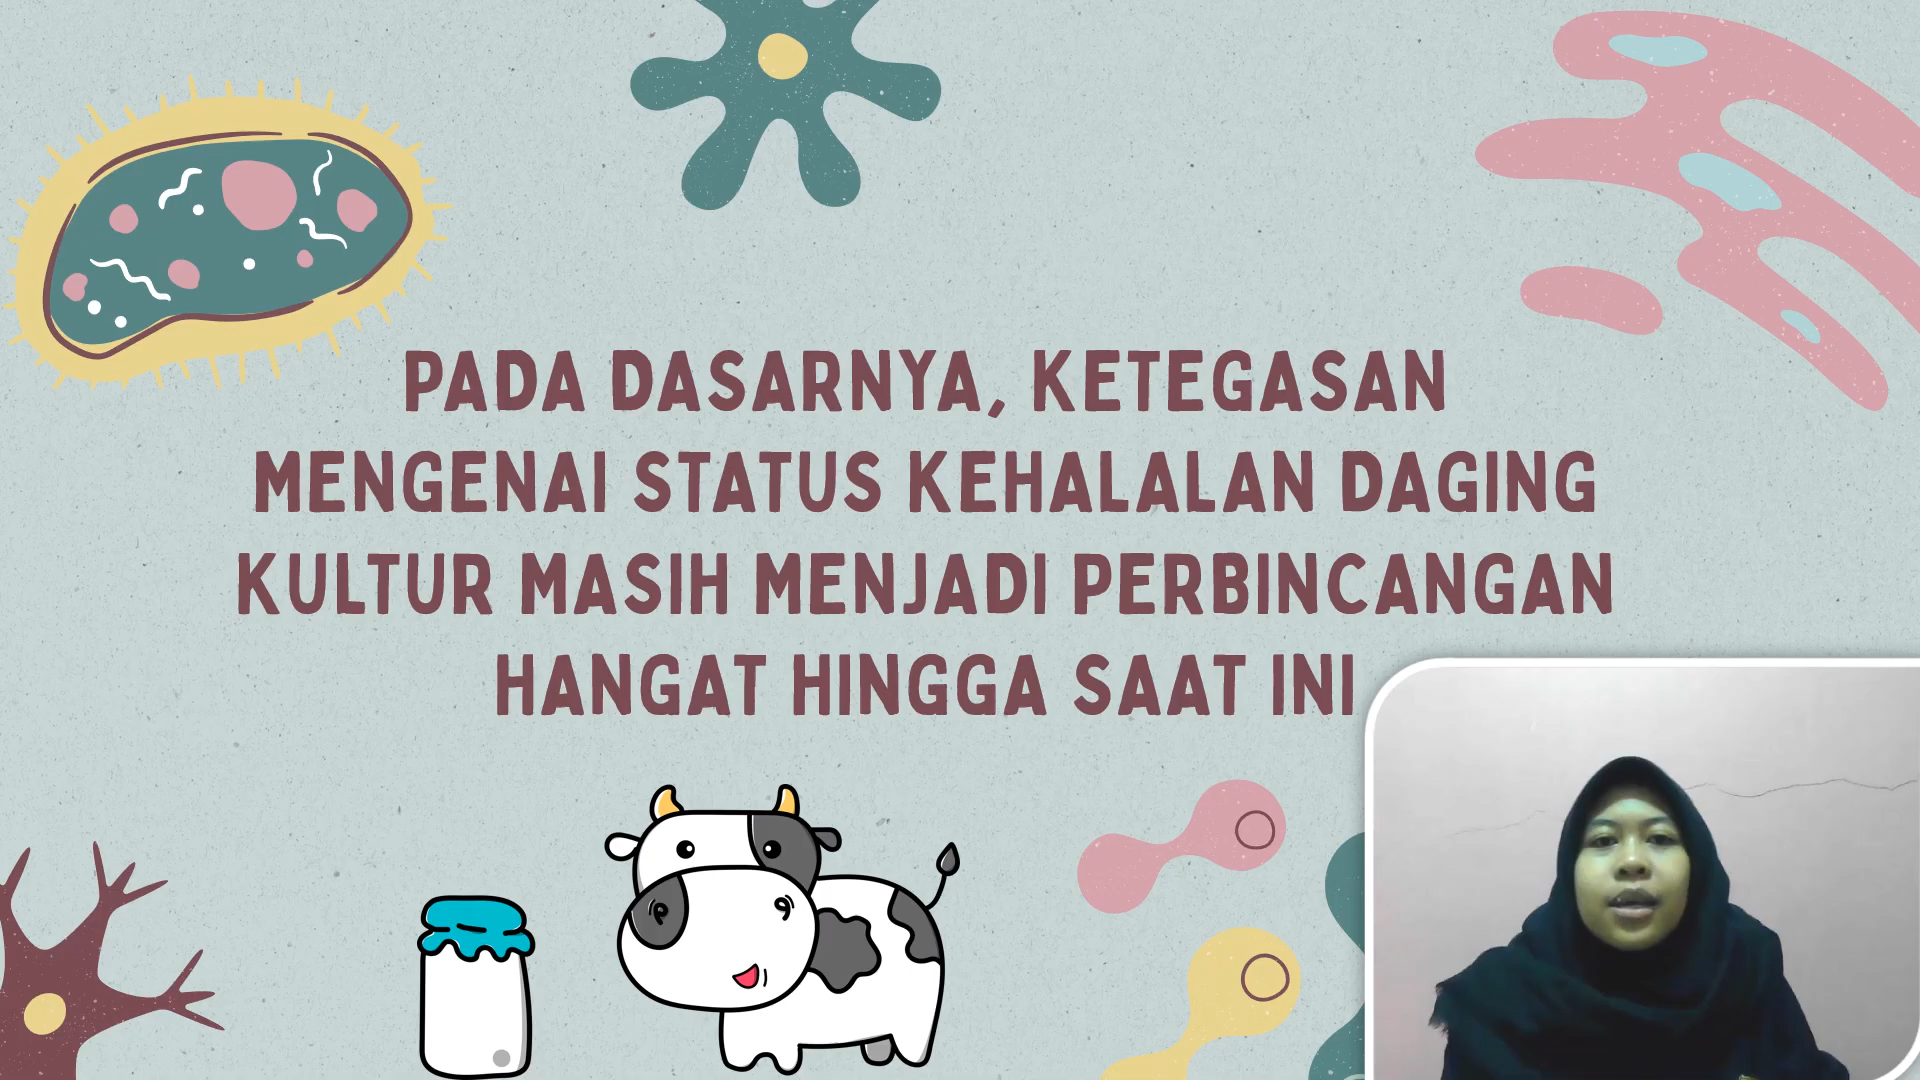 PADA DASARNYA, KETEGASAN
MENGENAI STATUS KEHALALAN DAGING
KULTUR MASIH MENJADI PERBINCANGAN
HANGAT HINGGA SAAT INI